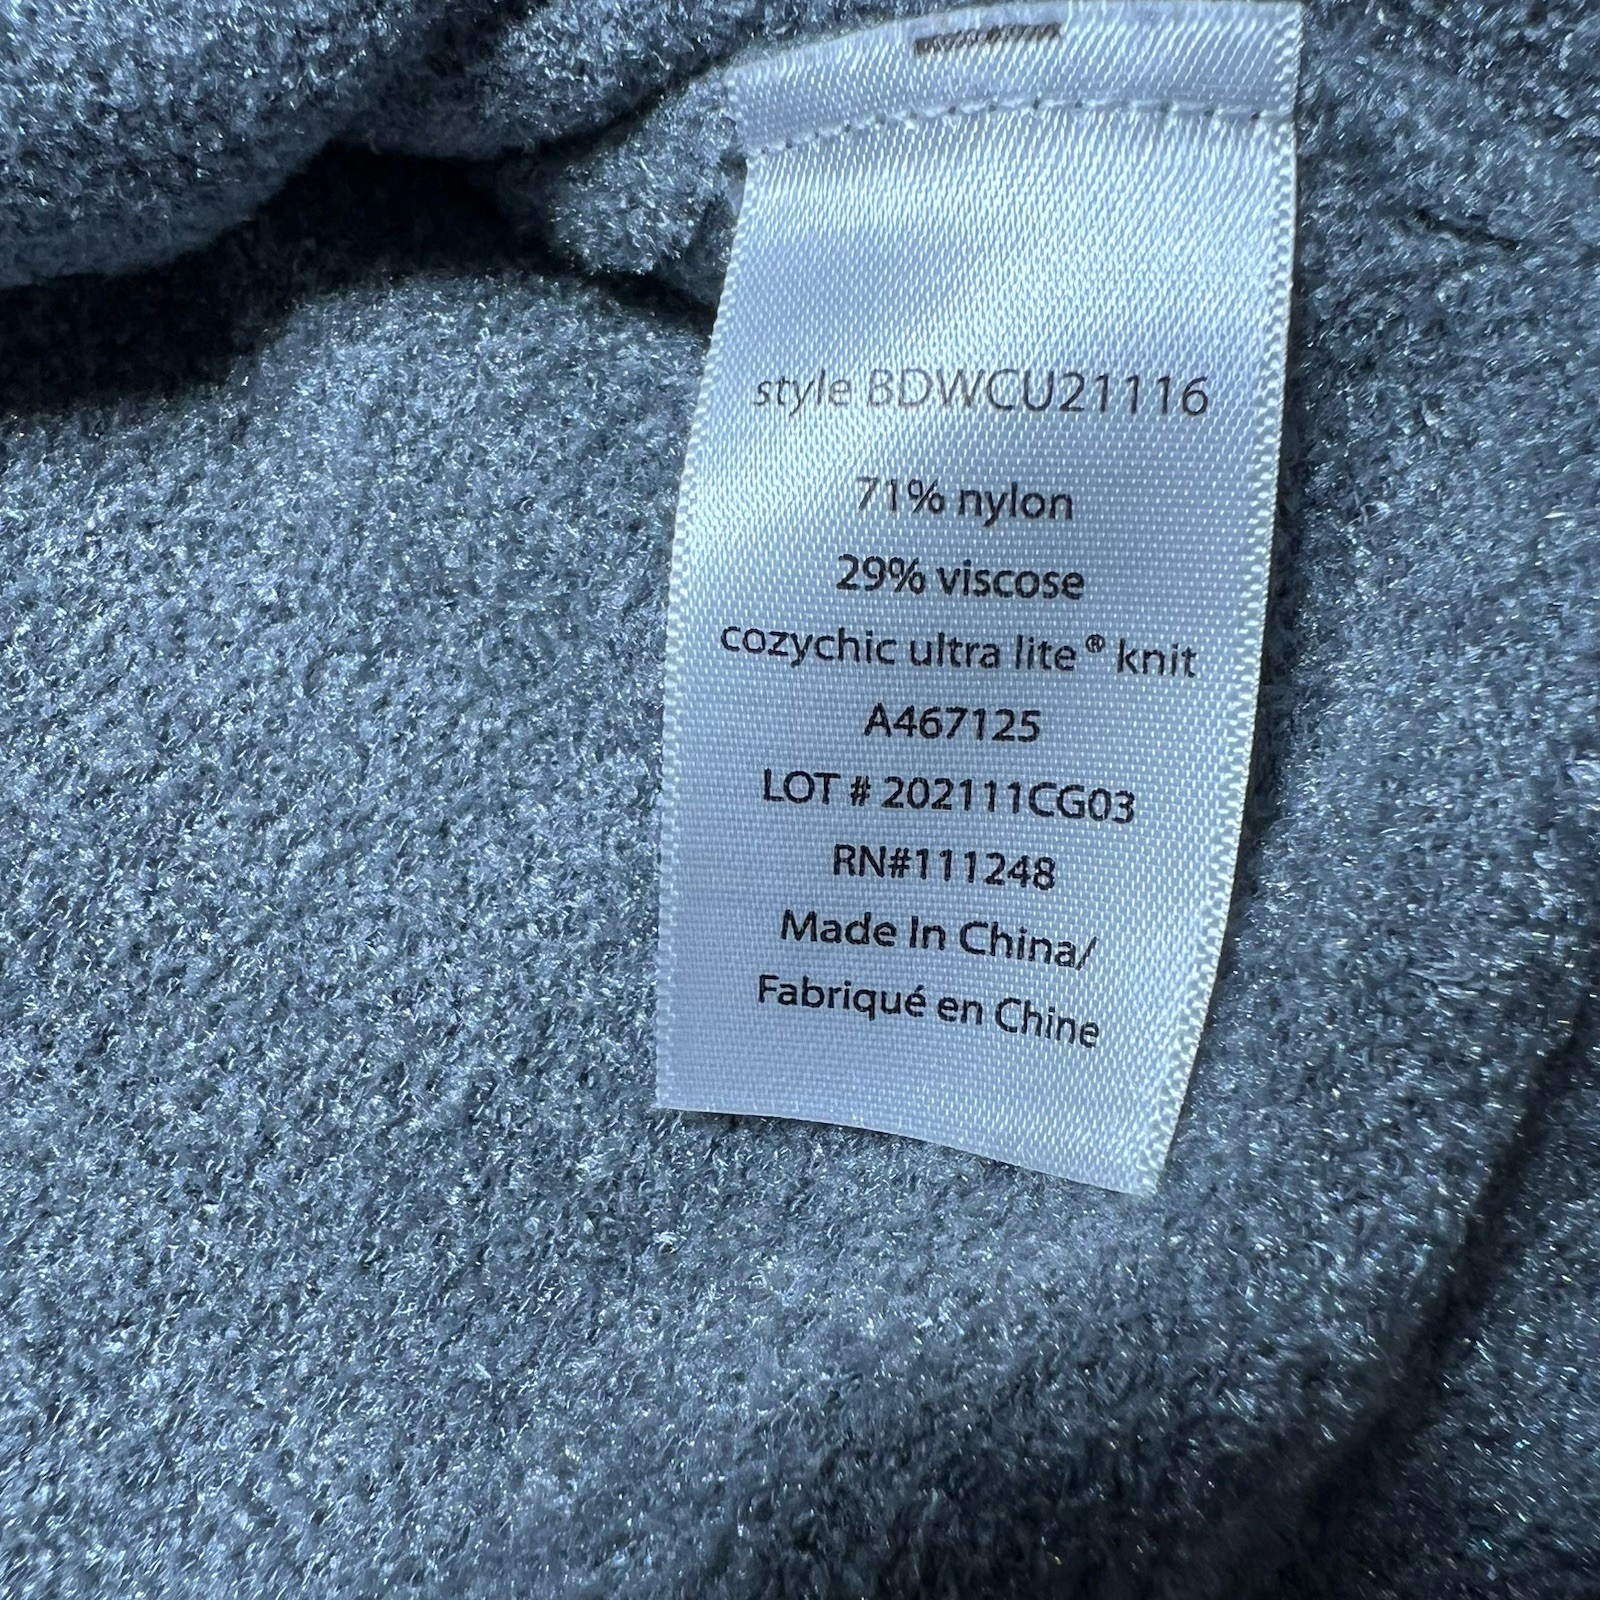 style BDWCU21116
71% nylon
29% viscose
cozychic ultra lite® knit
A467125
LOT # 202111CG03
RN#111248
Made In China/
Fabriqué en Chine